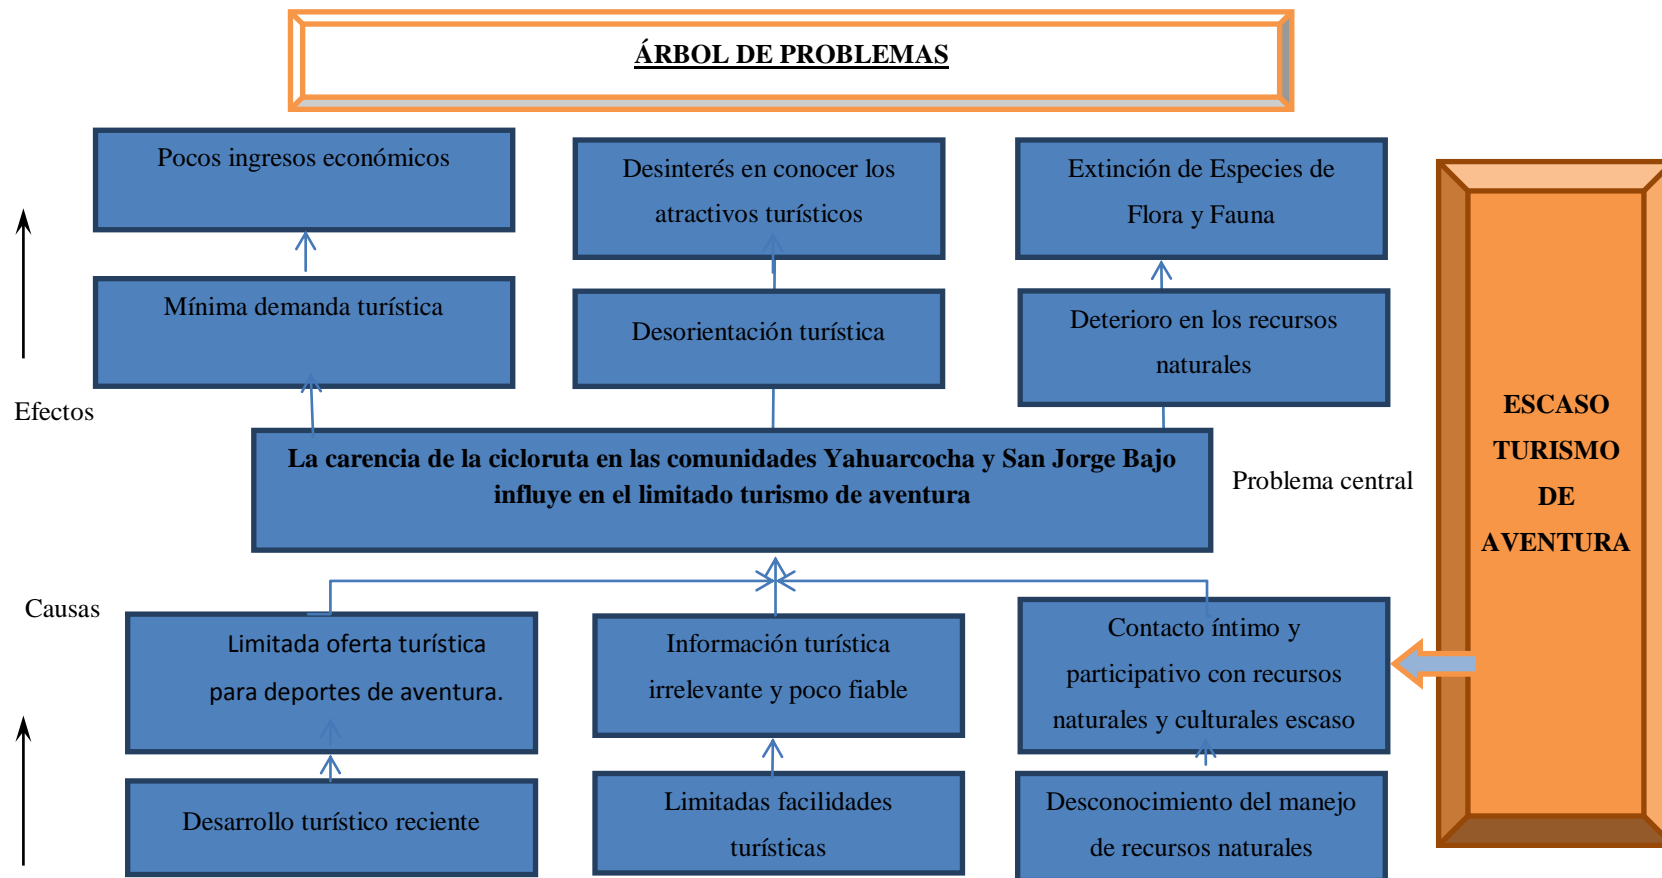 ÁRBOL DE PROBLEMAS
Pocos ingresos económicos
Desinterés en conocer los
atractivos turísticos
Extinción de Especies de
Flora y Fauna
Mínima demanda turística
Desorientación turística
Deterioro en los recursos
naturales
Efectos
La carencia de la cicloruta en las comunidades Yahuarcocha y San Jorge Bajo
influye en el limitado turismo de aventura
Problema central
ESCASO
TURISMO
DE
AVENTURA
Causas
Limitada oferta turística
para deportes de aventura.
Información turística
irrelevante y poco fiable
Contacto íntimo y
participativo con recursos
naturales y culturales escaso
Desarrollo turístico reciente
Limitadas facilidades
turísticas
Desconocimiento del manejo
de recursos naturales